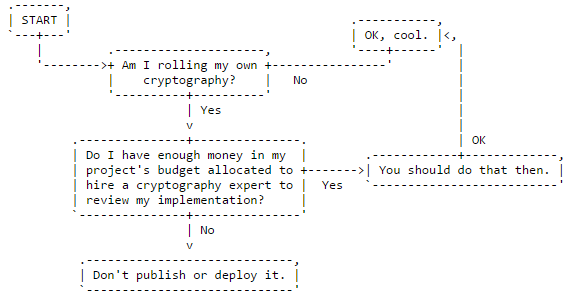 START
OK, cool.
Am I rolling my own
cryptography?
No
Yes
OK
Do I have enough money in my
project's budget allocated to
hire a cryptography expert to
review my implementation?
Yes
You should do that then.
No
Don't publish or deploy it.